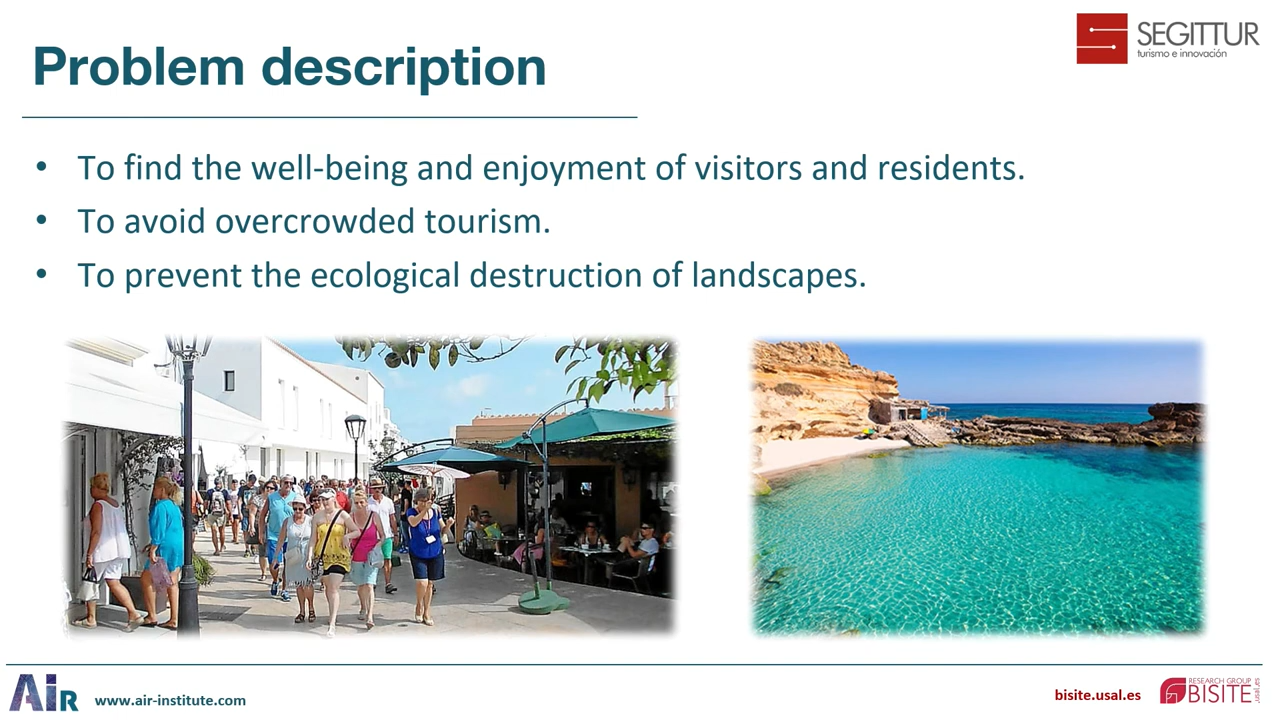 SEGITTUR
turismo e innovación
Problem description
• To find the well-being and enjoyment of visitors and residents.
• To avoid overcrowded tourism.
• To prevent the ecological destruction of landscapes.
AIR
www.air-institute.com
bisite.usal.es
RESEARCH GROUP
BISITE